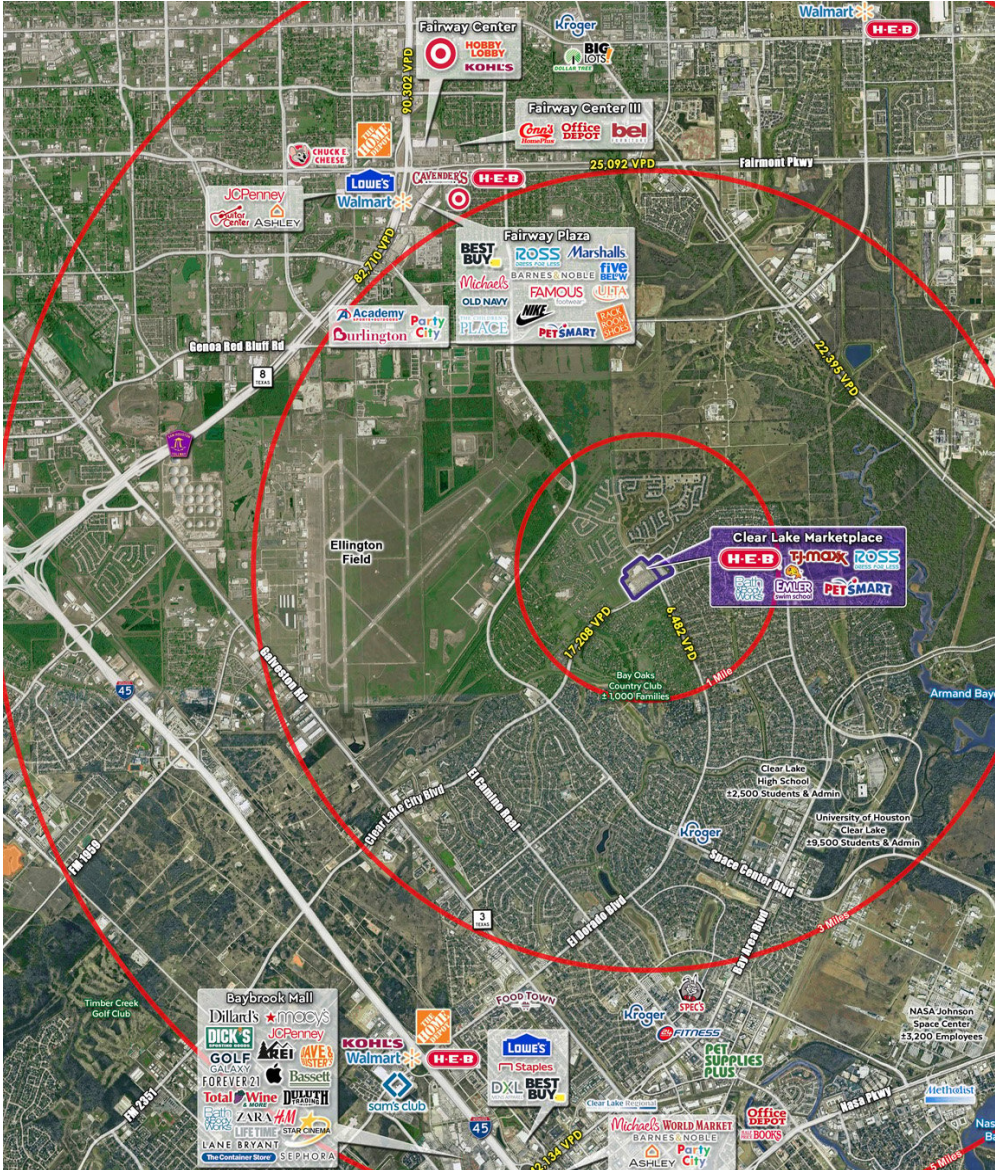 Walmart
H-E-B
Fairway Center
HOBBY
LOBBY
KOHL'S
Kroger
DOLLAR TREE
BIG
LOTS!
90,302 VPD
Fairway Center III
Conn's
HomePlus
Office
DEPOT
bel
FURNITURE
THE
HOME
DEPOT
CHUCK E.
CHEESE
25,092 VPD
Fairmont Pkwy
LOWE'S
Walmart
CAVENDER'S
H-E-B
JCPenney
Guitar
Center
ASHLEY
82,710 VPD
Fairway Plaza
BEST
BUY
ROSS
DRESS FOR LESS
Marshalls
Michaels
BARNES & NOBLE
five
BEL°W
OLD NAVY
FAMOUS
footwear
ULTA
THE CHILDREN'S
PLACE
NIKE
PETSMART
RACK
ROOM
SHOES
Academy
SPORTS+OUTDOORS
Burlington
Party
City
Genoa Red Bluff Rd
8
TEXAS
22,395 VPD
Ellington
Field
Clear Lake Marketplace
H-E-B
TJ-maxx
ROSS
DRESS FOR LESS
Bath
& Body
Works
EMLER
swim school
PETSMART
17,208 VPD
6,482 VPD
Bay Oaks
Country Club
± 1,000 Families
1 Mile
Galveston Rd
45
Armand Bayo
Clear Lake
High School
±2,500 Students & Admin
University of Houston
Clear Lake
±9,500 Students & Admin
El Camino Real
Clear Lake City Blvd
Kroger
Space Center Blvd
FM 1959
3
TEXAS
El Dorado Blvd
Bay Area Blvd
3 Miles
Timber Creek
Golf Club
Baybrook Mall
Dillard's
macy's
DICK'S
SPORTING GOODS
JCPenney
GOLF
GALAXY
REI
DAVE &
BUSTER'S
FOREVER 21
Bassett
Total Wine
& MORE
DULUTH
TRADING
Bath
& Body
Works
ZARA
H&M
LIFETIME
STAR CINEMA
LANE BRYANT
The Container Store
SEPHORA
FM 2351
THE
HOME
DEPOT
KOHL'S
Walmart
H-E-B
sam's club
FOOD TOWN
LOWE'S
Staples
DXL
BEST
BUY
45
Kroger
SPEC'S
FITNESS
PET
SUPPLIES
PLUS
NASA Johnson
Space Center
±3,200 Employees
Nasa Pkwy
Methodist
Clear Lake Regional
Michaels
WORLD MARKET
BARNES & NOBLE
ASHLEY
Party
City
Office
DEPOT
BOOKS
2,134 VPD
Nas
Ba
Miles